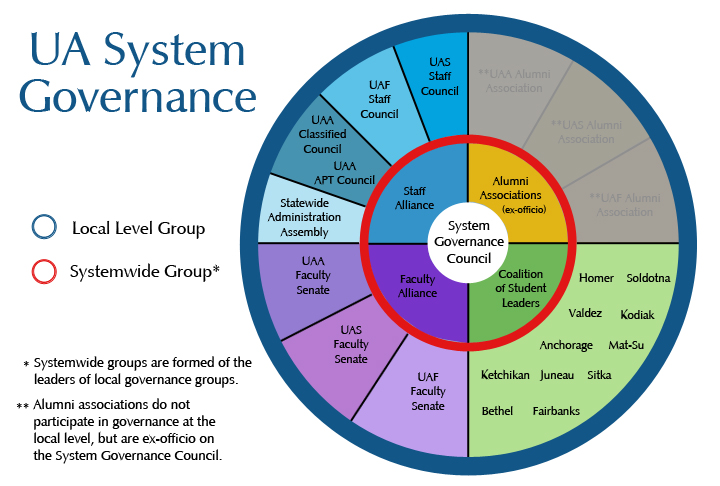 UA System
Governance
Local Level Group
Systemwide Group*
* Systemwide groups are formed of the
leaders of local governance groups.
** Alumni associations do not
participate in governance at the
local level, but are ex-officio on
the System Governance Council.
UAS
Staff
Council
UAF
Staff
Council
UAA
Classified
Council
UAA
APT Council
Statewide
Administration
Assembly
**UAA Alumni
Association
**UAS Alumni
Association
**UAF Alumni
Association
Staff
Alliance
Alumni
Associations
(ex-officio)
System
Governance
Council
Faculty
Alliance
Coalition
of Student
Leaders
UAA
Faculty
Senate
UAS
Faculty
Senate
UAF
Faculty
Senate
Homer Soldotna
Valdez Kodiak
Anchorage Mat-Su
Ketchikan Juneau Sitka
Bethel Fairbanks